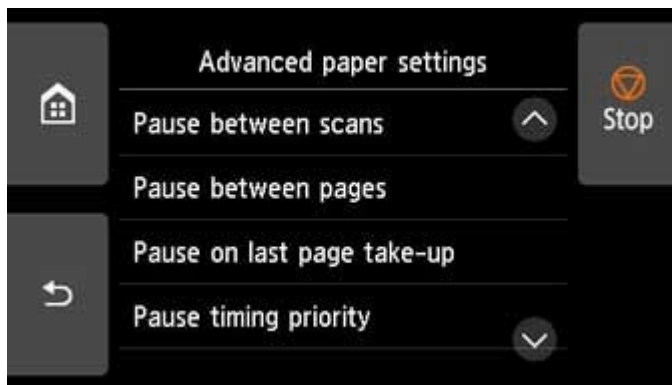 Advanced paper settings
Pause between scans
Stop
Pause between pages
Pause on last page take-up
Pause timing priority